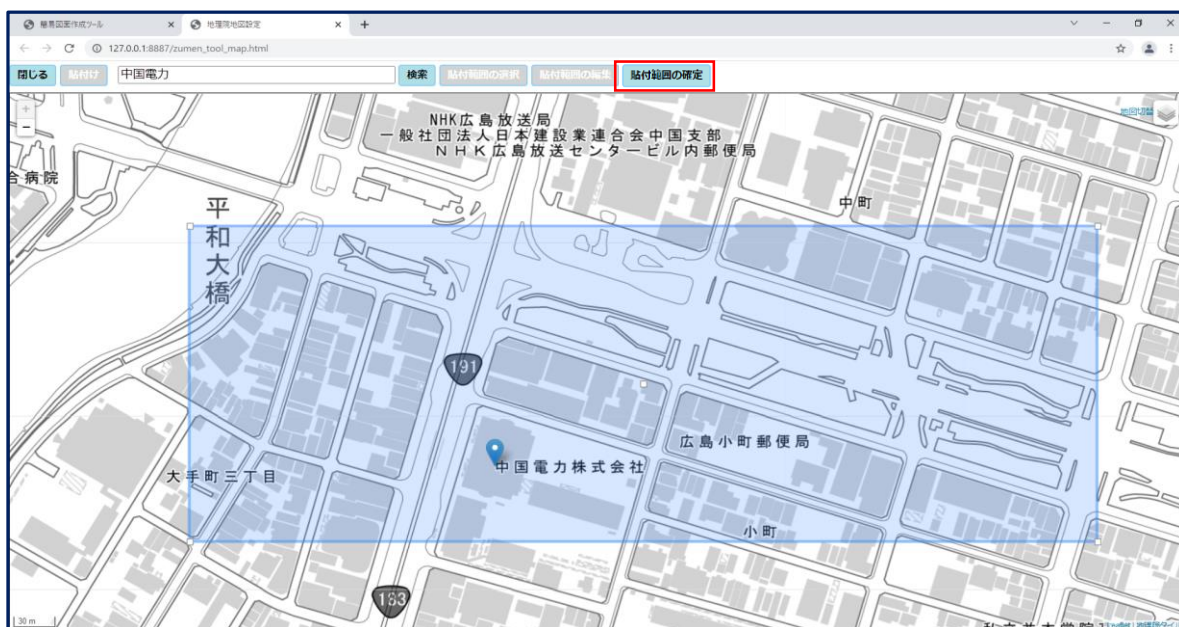 簡易図面作成ツール
地理院地図設定
127.0.0.1:8887/zumen_tool_map.html
閉じる 貼付け 中国電力 検索 貼付範囲の選択 貼付範囲の編集 貼付範囲の確定
+
−
地図切替
NHK広島放送局
一般社団法人日本建設業連合会中国支部
NHK広島放送センタービル内郵便局
合病院
平和大橋
中町
191
広島小町郵便局
中国電力株式会社
大手町三丁目
小町
183
30 m